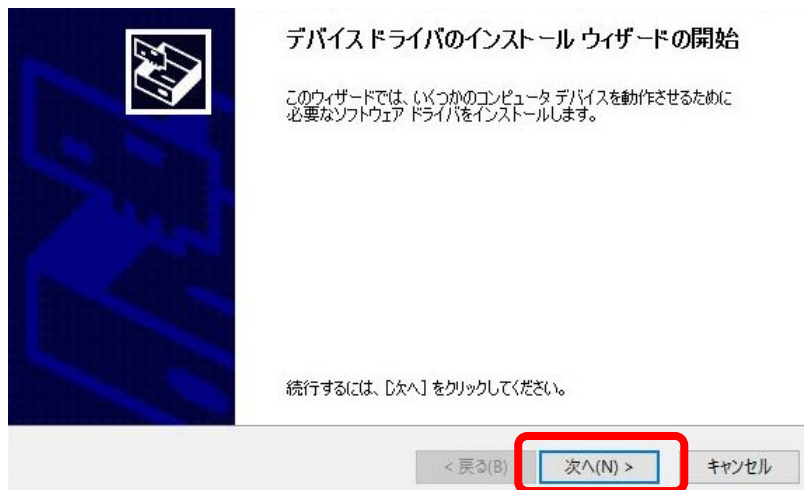 デバイス ドライバのインストール ウィザードの開始
このウィザードでは、いくつかのコンピュータ デバイスを動作させるために
必要なソフトウェア ドライバをインストールします。
続行するには、[次へ] をクリックしてください。
< 戻る(B)
次へ(N) >
キャンセル